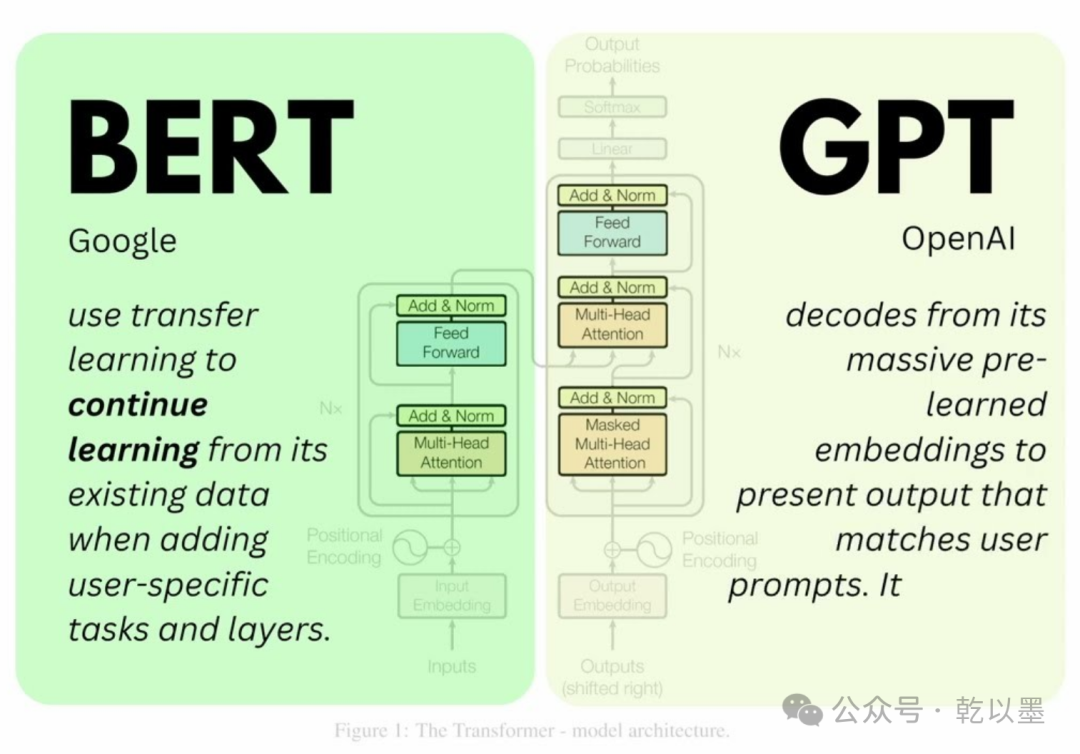 BERT
Google
use transfer
learning to
continue
learning from its
existing data
when adding
user-specific
tasks and layers.
Add & Norm
Feed
Forward
Nx
Add & Norm
Multi-Head
Attention
Positional
Encoding
Input
Embedding
Inputs
Output
Probabilities
Softmax
Linear
Add & Norm
Feed
Forward
Add & Norm
Multi-Head
Attention
Nx
Add & Norm
Masked
Multi-Head
Attention
Positional
Encoding
Output
Embedding
Outputs
(shifted right)
GPT
OpenAI
decodes from its
massive pre-
learned
embeddings to
present output that
matches user
prompts. It
Figure 1: The Transformer - model architecture.
公众号 · 乾以墨